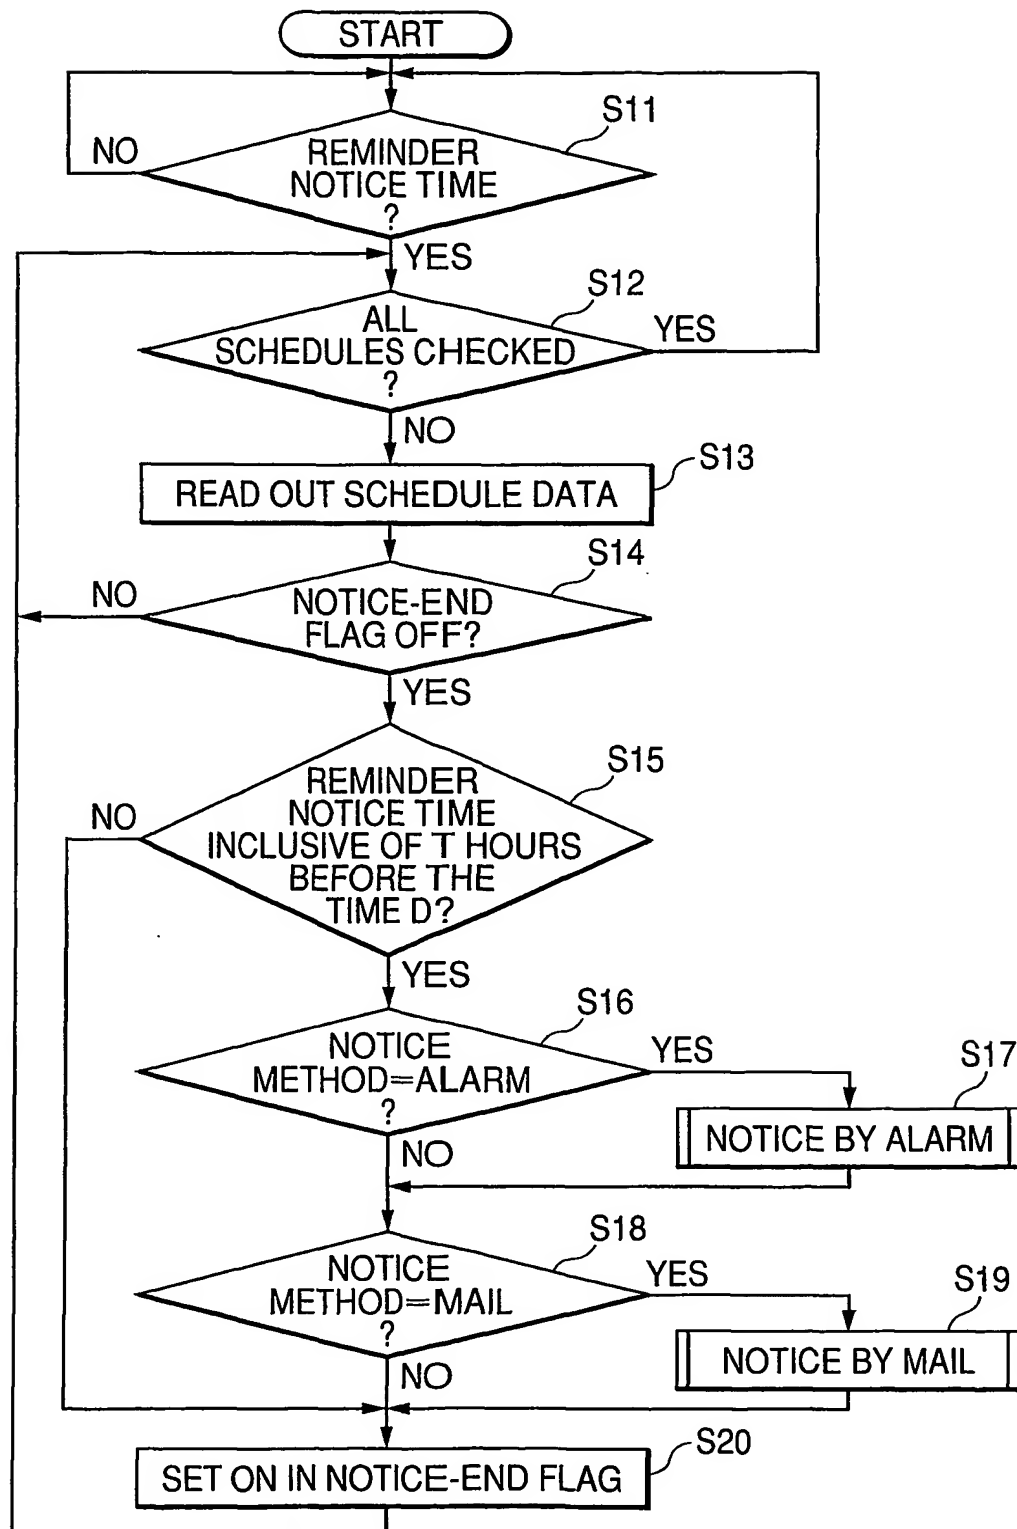 START
S11
NO
REMINDER
NOTICE TIME
?
YES
S12
ALL
SCHEDULES CHECKED
?
YES
NO
S13
READ OUT SCHEDULE DATA
S14
NO
NOTICE-END
FLAG OFF?
YES
S15
NO
REMINDER
NOTICE TIME
INCLUSIVE OF T HOURS
BEFORE THE
TIME D?
YES
S16
NOTICE
METHOD=ALARM
?
YES
S17
NOTICE BY ALARM
NO
S18
NOTICE
METHOD=MAIL
?
YES
S19
NOTICE BY MAIL
NO
S20
SET ON IN NOTICE-END FLAG